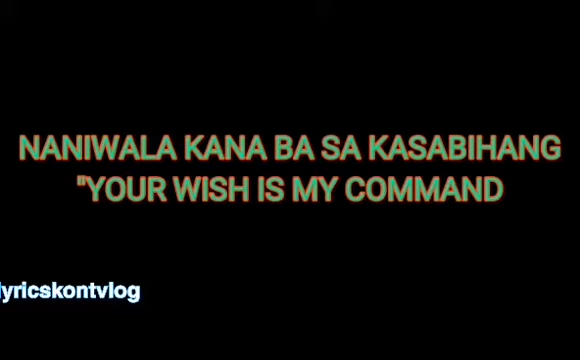 NANIWALA KANA BA SA KASABIHANG
"YOUR WISH IS MY COMMAND
lyricskontvlog